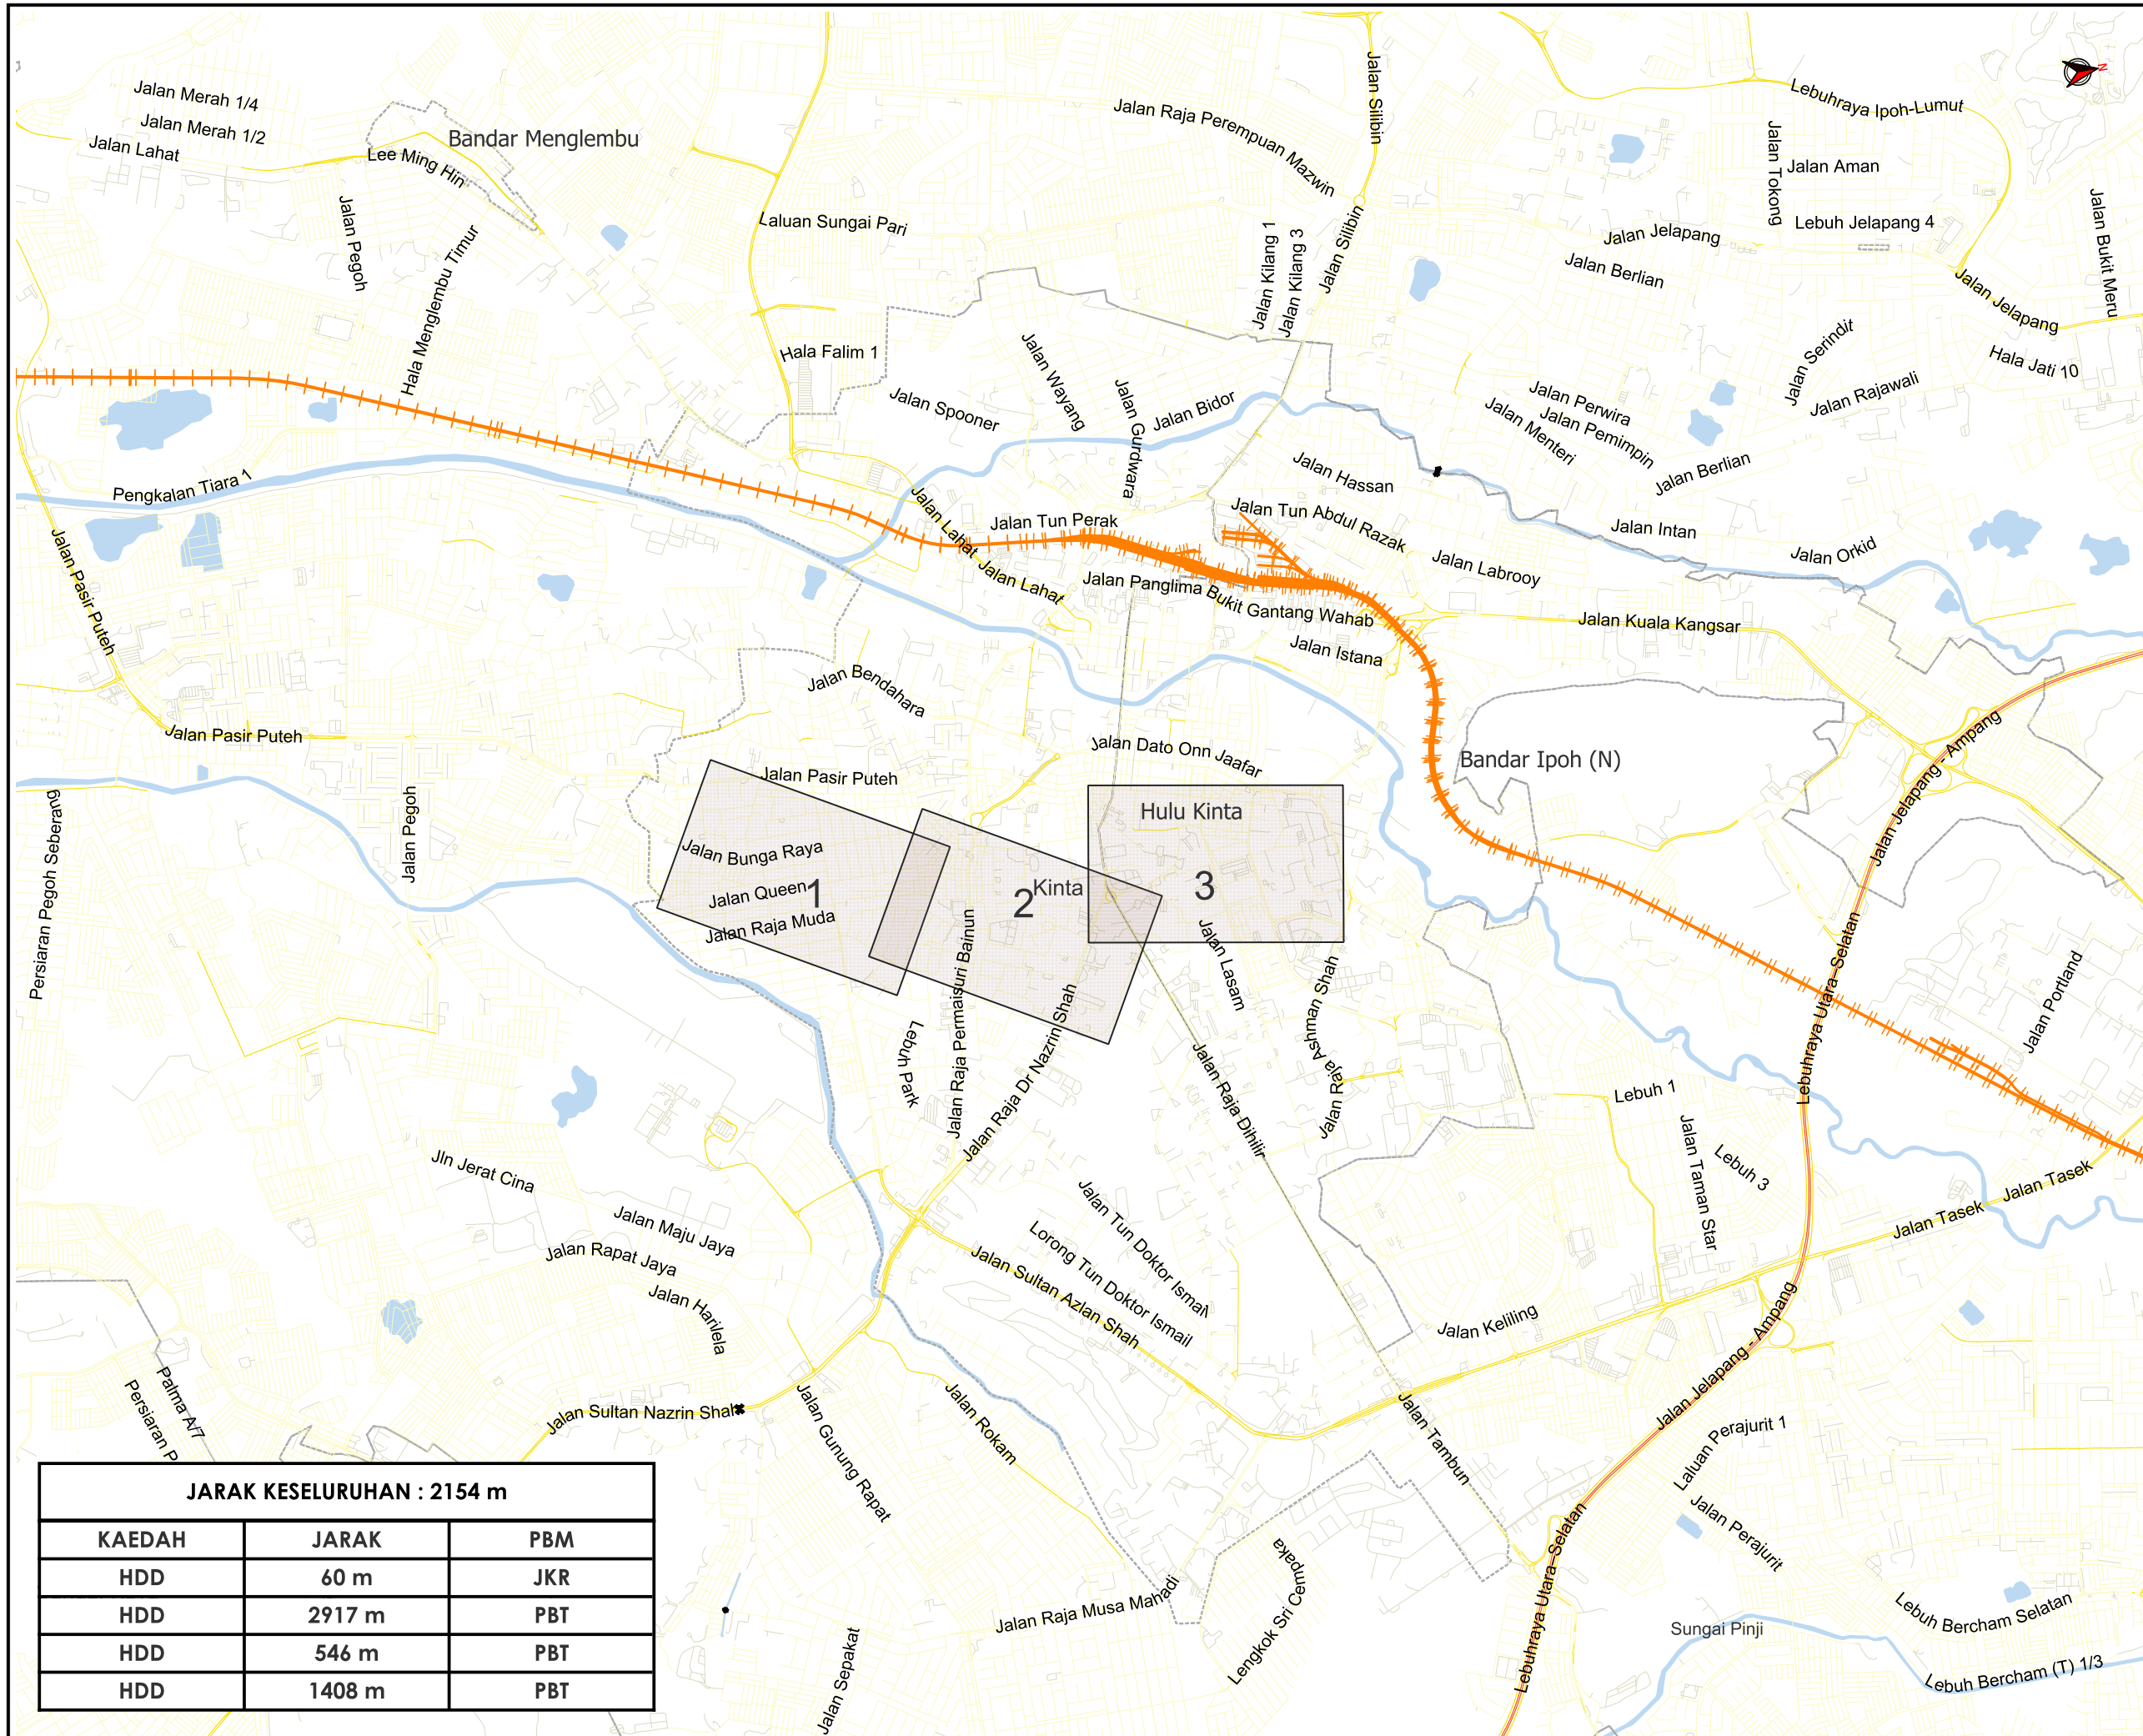 Jalan Merah 1/4
Jalan Merah 1/2
Jalan Lahat
Lee Ming Hin
Bandar Menglembu
Jalan Pegoh
Hala Menglembu Timur
Laluan Sungai Pari
Hala Falim 1
Jalan Raja Perempuan Mazwin
Jalan Silibin
Jalan Silibin
Jalan Kilang 1
Jalan Kilang 3
Lebuhraya Ipoh-Lumut
N
Jalan Tokong
Jalan Aman
Lebuh Jelapang 4
Jalan Jelapang
Jalan Berlian
Jalan Bukit Meru
Jalan Jelapang
Jalan Serindit
Hala Jati 10
Jalan Rajawali
Jalan Perwira
Jalan Pemimpin
Jalan Menteri
Jalan Berlian
Jalan Wayang
Jalan Spooner
Jalan Gurdwara
Jalan Bidor
Jalan Hassan
Jalan Intan
Jalan Orkid
Pengkalan Tiara 1
Jalan Pasir Puteh
Jalan Lahat
Jalan Tun Perak
Jalan Tun Abdul Razak
Jalan Labrooy
Jalan Lahat
Jalan Panglima Bukit Gantang Wahab
Jalan Istana
Jalan Kuala Kangsar
Jalan Bendahara
Jalan Pasir Puteh
Jalan Dato Onn Jaafar
Bandar Ipoh (N)
Jalan Jelapang - Ampang
Jalan Pasir Puteh
Hulu Kinta
Persiaran Pegoh Seberang
Jalan Pegoh
Jalan Bunga Raya
Jalan Queen
1
Jalan Raja Muda
2
Kinta
3
Jalan Lasam
Jalan Raja Ashman Shah
Lebuhraya Utara-Selatan
Jalan Portland
Lebuh Park
Jalan Raja Permaisuri Bainun
Jalan Raja Dr Nazrin Shah
Jalan Raja Dihilir
Lebuh 1
Lebuh 3
Jalan Taman Star
Jalan Tasek
Jalan Tasek
Jln Jerat Cina
Jalan Maju Jaya
Jalan Rapat Jaya
Jalan Harilela
Jalan Tun Doktor Ismail
Lorong Tun Doktor Ismail
Jalan Sultan Azlan Shah
Jalan Keliling
Jalan Jelapang - Ampang
Palma A/7
Persiaran P
Jalan Sultan Nazrin Shah
Jalan Gunung Rapat
Jalan Rokam
Jalan Tambun
Laluan Perajurit 1
Jalan Perajurit
Lebuhraya Utara-Selatan
Lengkok Sri Cempaka
Jalan Raja Musa Mahadi
Jalan Sepakat
Sungai Pinji
Lebuh Bercham Selatan
Lebuh Bercham (T) 1/3
JARAK KESELURUHAN : 2154 m
KAEDAH JARAK PBM
HDD 60 m JKR
HDD 2917 m PBT
HDD 546 m PBT
HDD 1408 m PBT